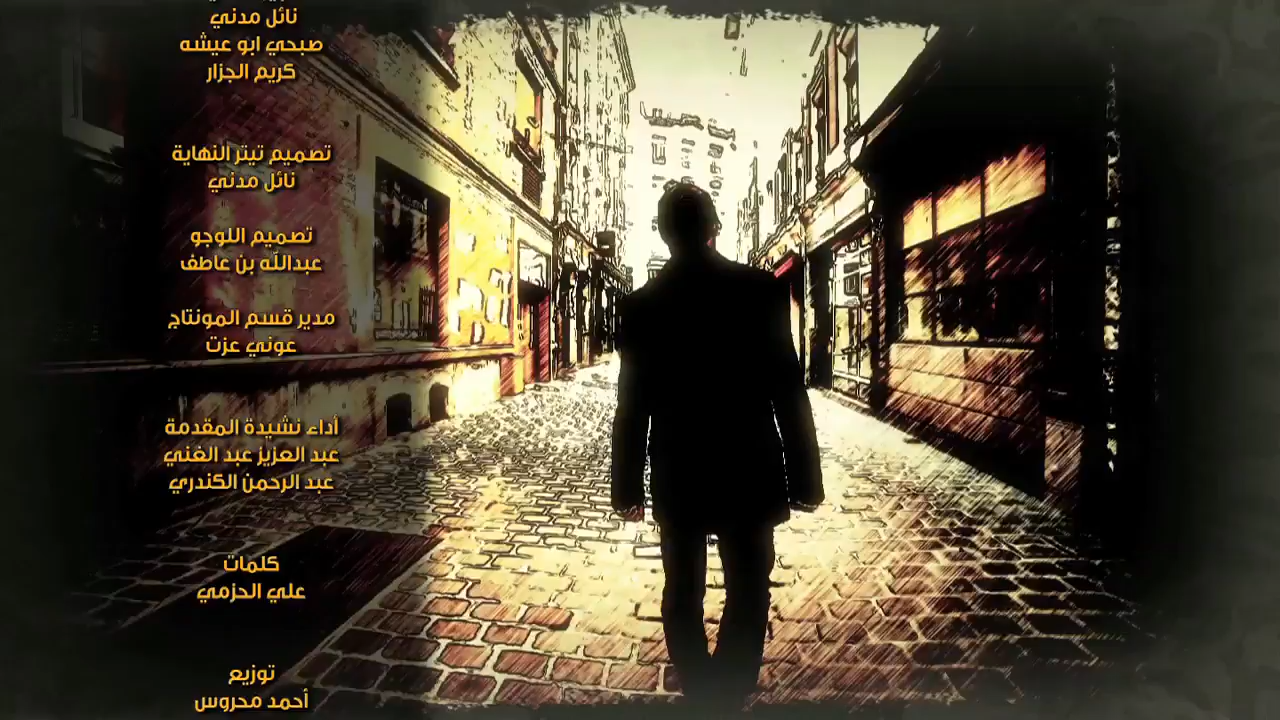 نائل مدني
صبحي ابو عيشه
كريم الجزار
تصميم تيتر النهاية
نائل مدني
تصميم اللوجو
عبدالله بن عاطف
مدير قسم المونتاج
عوني عزت
أداء نشيدة المقدمة
عبد العزيز عبد الغني
عبد الرحمن الكندري
كلمات
علي الحزمي
توزيع
أحمد محروس